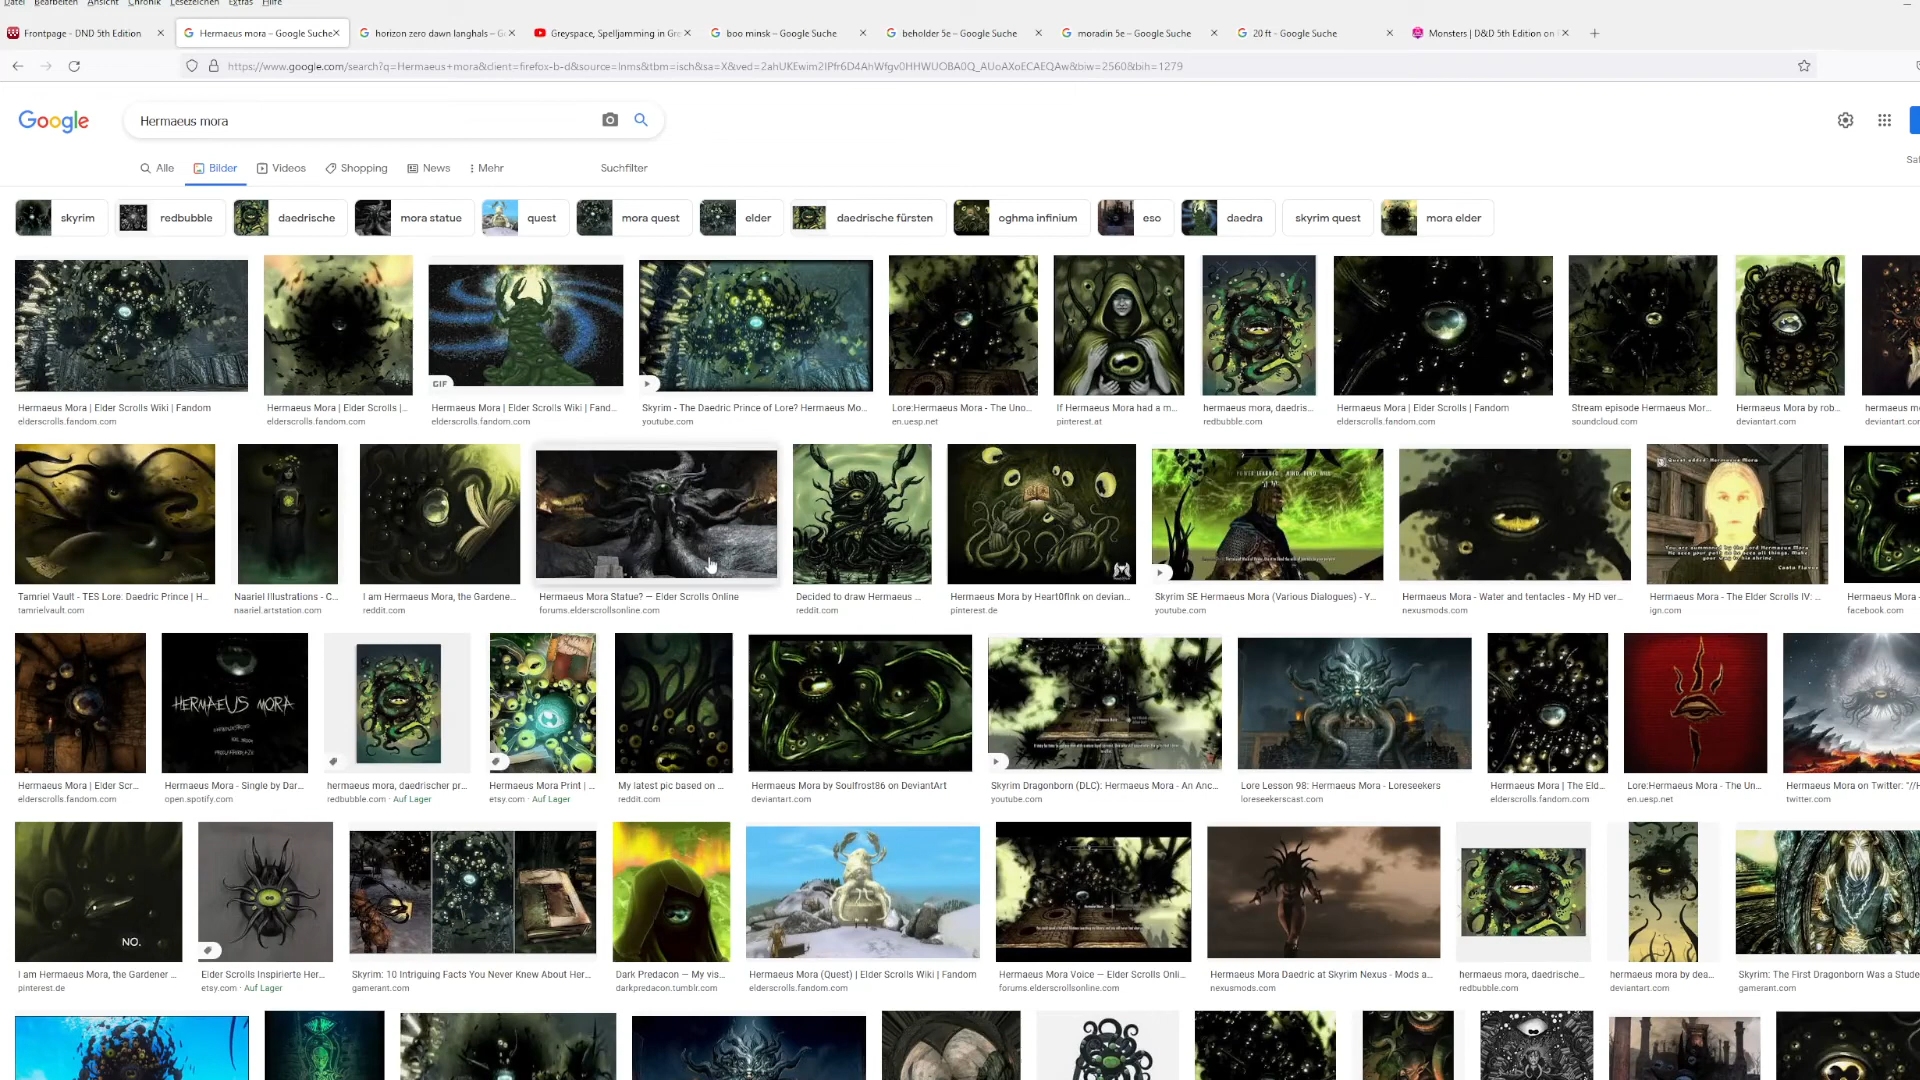 Datei Bearbeiten Ansicht Chronik Lesezeichen Extras Hilfe
Frontpage - DND 5th Edition
Hermaeus mora – Google Suche
horizon zero dawn langhals – G
Greyspace, Spelljamming in Gre
boo minsk – Google Suche
beholder 5e – Google Suche
moradin 5e – Google Suche
20 ft - Google Suche
Monsters | D&D 5th Edition on
https://www.google.com/search?q=Hermaeus+mora&client=firefox-b-d&source=lnms&tbm=isch&sa=X&ved=2ahUKEwim2IPfr6D4AhWfgv0HHWUOBA0Q_AUoAXoECAEQAw&biw=2560&bih=1279
Google
Hermaeus mora
Alle Bilder Videos Shopping News Mehr Suchfilter
skyrim redbubble daedrische mora statue quest mora quest elder daedrische fürsten oghma infinium eso daedra skyrim quest mora elder
GIF
Hermaeus Mora | Elder Scrolls Wiki | Fandom
elderscrolls.fandom.com
Hermaeus Mora | Elder Scrolls |...
elderscrolls.fandom.com
Hermaeus Mora | Elder Scrolls Wiki | Fand...
elderscrolls.fandom.com
Skyrim - The Daedric Prince of Lore? Hermaeus Mo...
youtube.com
Lore:Hermaeus Mora - The Uno...
en.uesp.net
If Hermaeus Mora had a m...
pinterest.at
hermaeus mora, daedris...
redbubble.com
Hermaeus Mora | Elder Scrolls | Fandom
elderscrolls.fandom.com
Stream episode Hermaeus Mor...
soundcloud.com
Hermaeus Mora by rob...
deviantart.com
hermaeus mo
deviantart.co
Tamriel Vault - TES Lore: Daedric Prince | H...
tamrielvault.com
Naariel Illustrations - C...
naariel.artstation.com
I am Hermaeus Mora, the Gardene...
reddit.com
Hermaeus Mora Statue? — Elder Scrolls Online
forums.elderscrollsonline.com
Decided to draw Hermaeus ...
reddit.com
Hermaeus Mora by Heart0fInk on devian...
pinterest.de
Skyrim SE Hermaeus Mora (Various Dialogues) - Y...
youtube.com
Hermaeus Mora - Water and tentacles - My HD ver...
nexusmods.com
Quest added: Hermaeus Mora
Hermaeus Mora - The Elder Scrolls IV: ...
ign.com
Hermaeus Mora -
facebook.com
HERMAEUS MORA
Hermaeus Mora | Elder Scr...
elderscrolls.fandom.com
Hermaeus Mora - Single by Dar...
open.spotify.com
hermaeus mora, daedrischer pr...
redbubble.com · Auf Lager
Hermaeus Mora Print | ...
etsy.com · Auf Lager
My latest pic based on ...
reddit.com
Hermaeus Mora by Soulfrost86 on DeviantArt
deviantart.com
Skyrim Dragonborn (DLC): Hermaeus Mora - An Anc...
youtube.com
Lore Lesson 98: Hermaeus Mora - Loreseekers
loreseekerscast.com
Hermaeus Mora | The Eld...
elderscrolls.fandom.com
Lore:Hermaeus Mora - The Un...
en.uesp.net
Hermaeus Mora on Twitter: "//H
twitter.com
NO.
I am Hermaeus Mora, the Gardener ...
pinterest.de
Elder Scrolls Inspirierte Her...
etsy.com · Auf Lager
Skyrim: 10 Intriguing Facts You Never Knew About Her...
gamerant.com
Dark Predacon — My vis...
darkpredacon.tumblr.com
Hermaeus Mora (Quest) | Elder Scrolls Wiki | Fandom
elderscrolls.fandom.com
Hermaeus Mora Voice — Elder Scrolls Onli...
forums.elderscrollsonline.com
Hermaeus Mora Daedric at Skyrim Nexus - Mods a...
nexusmods.com
hermaeus mora, daedrische...
redbubble.com
hermaeus mora by dea...
deviantart.com
Skyrim: The First Dragonborn Was a Stude
gamerant.com